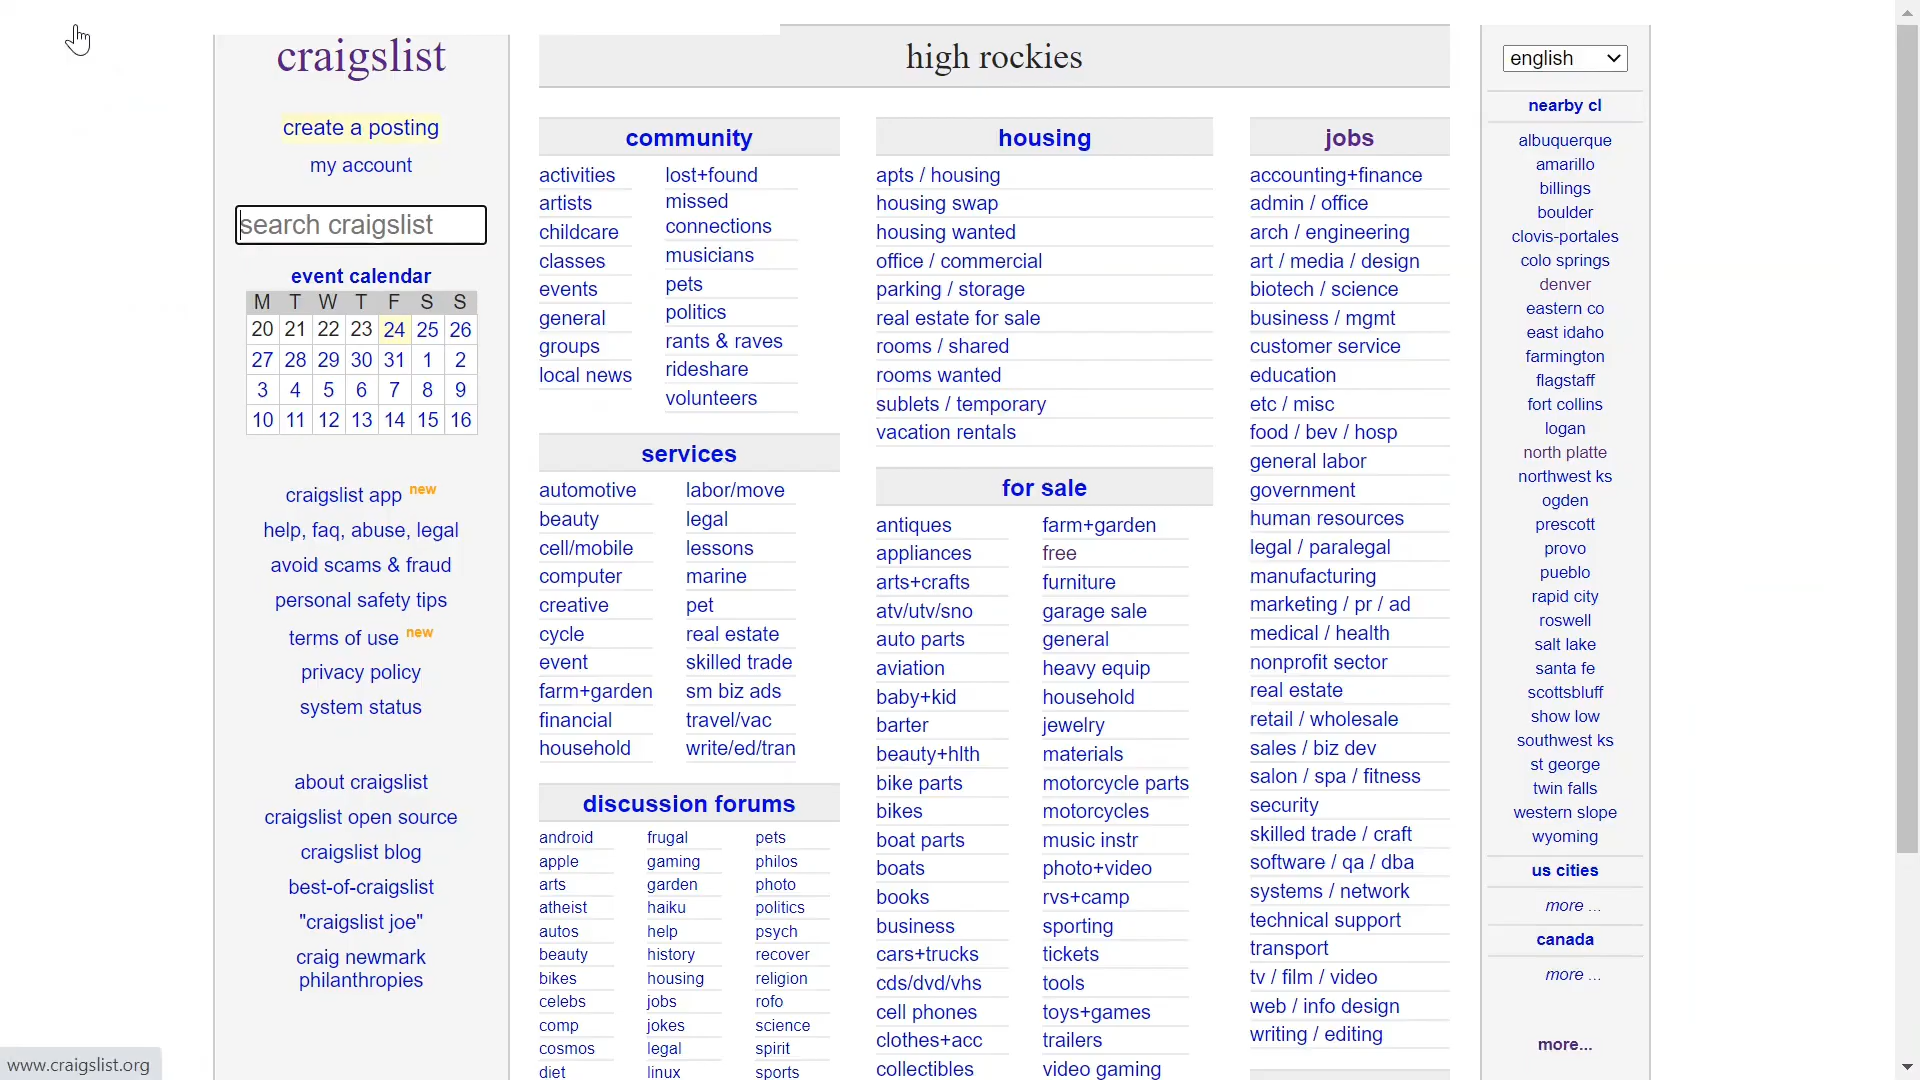 craigslist
create a posting
my account
search craigslist
event calendar
M T W T F S S
20 21 22 23 24 25 26
27 28 29 30 31 1 2
3 4 5 6 7 8 9
10 11 12 13 14 15 16
craigslist app new
help, faq, abuse, legal
avoid scams & fraud
personal safety tips
terms of use new
privacy policy
system status
about craigslist
craigslist open source
craigslist blog
best-of-craigslist
"craigslist joe"
craig newmark
philanthropies
www.craigslist.org
high rockies
community
activities
artists
childcare
classes
events
general
groups
local news
lost+found
missed
connections
musicians
pets
politics
rants & raves
rideshare
volunteers
services
automotive
beauty
cell/mobile
computer
creative
cycle
event
farm+garden
financial
household
labor/move
legal
lessons
marine
pet
real estate
skilled trade
sm biz ads
travel/vac
write/ed/tran
discussion forums
android
apple
arts
atheist
autos
beauty
bikes
celebs
comp
cosmos
diet
frugal
gaming
garden
haiku
help
history
housing
jobs
jokes
legal
linux
pets
philos
photo
politics
psych
recover
religion
rofo
science
spirit
sports
housing
apts / housing
housing swap
housing wanted
office / commercial
parking / storage
real estate for sale
rooms / shared
rooms wanted
sublets / temporary
vacation rentals
for sale
antiques
appliances
arts+crafts
atv/utv/sno
auto parts
aviation
baby+kid
barter
beauty+hlth
bike parts
bikes
boat parts
boats
books
business
cars+trucks
cds/dvd/vhs
cell phones
clothes+acc
collectibles
farm+garden
free
furniture
garage sale
general
heavy equip
household
jewelry
materials
motorcycle parts
motorcycles
music instr
photo+video
rvs+camp
sporting
tickets
tools
toys+games
trailers
video gaming
jobs
accounting+finance
admin / office
arch / engineering
art / media / design
biotech / science
business / mgmt
customer service
education
etc / misc
food / bev / hosp
general labor
government
human resources
legal / paralegal
manufacturing
marketing / pr / ad
medical / health
nonprofit sector
real estate
retail / wholesale
sales / biz dev
salon / spa / fitness
security
skilled trade / craft
software / qa / dba
systems / network
technical support
transport
tv / film / video
web / info design
writing / editing
english
nearby cl
albuquerque
amarillo
billings
boulder
clovis-portales
colo springs
denver
eastern co
east idaho
farmington
flagstaff
fort collins
logan
north platte
northwest ks
ogden
prescott
provo
pueblo
rapid city
roswell
salt lake
santa fe
scottsbluff
show low
southwest ks
st george
twin falls
western slope
wyoming
us cities
more ...
canada
more ...
more...